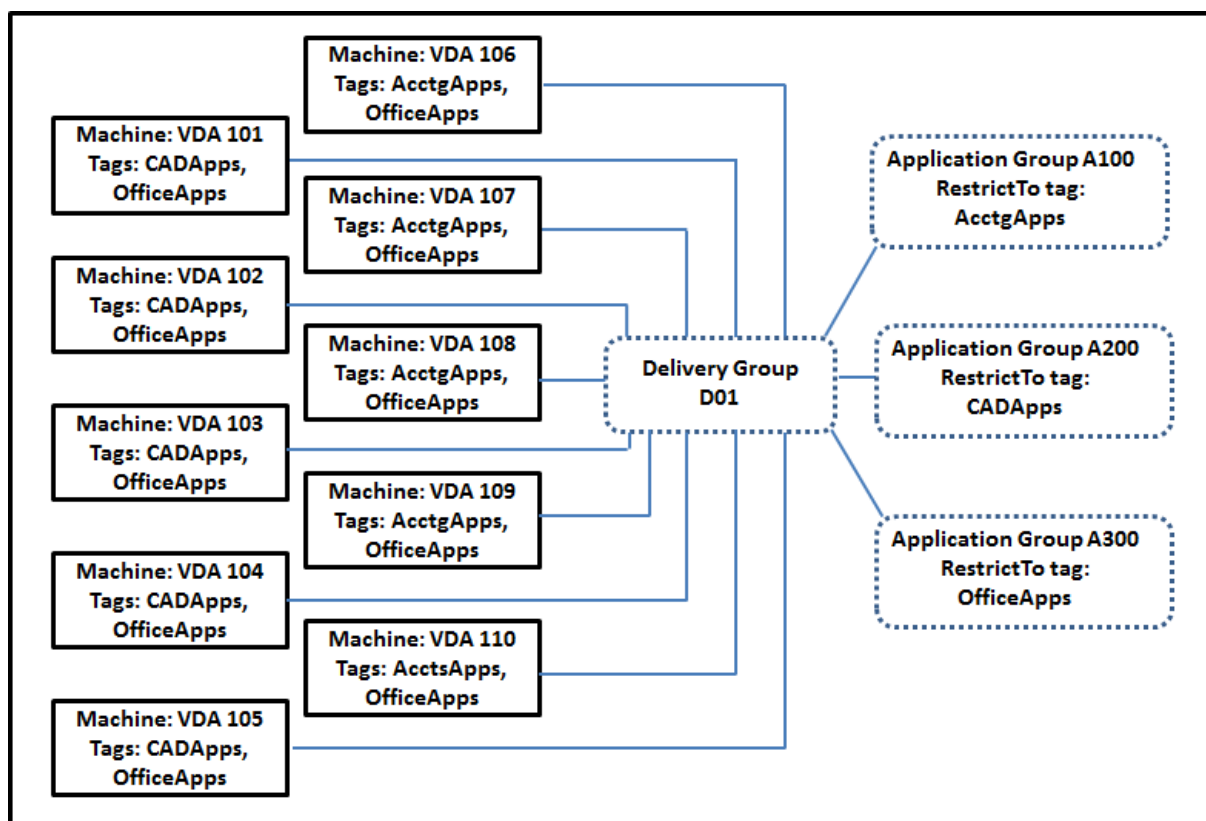 Machine: VDA 106
Tags: AcctgApps,
OfficeApps
Machine: VDA 101
Tags: CADApps,
OfficeApps
Machine: VDA 107
Tags: AcctgApps,
OfficeApps
Machine: VDA 102
Tags: CADApps,
OfficeApps
Machine: VDA 108
Tags: AcctgApps,
OfficeApps
Machine: VDA 103
Tags: CADApps,
OfficeApps
Machine: VDA 109
Tags: AcctgApps,
OfficeApps
Machine: VDA 104
Tags: CADApps,
OfficeApps
Machine: VDA 110
Tags: AcctsApps,
OfficeApps
Machine: VDA 105
Tags: CADApps,
OfficeApps
Delivery Group
D01
Application Group A100
RestrictTo tag:
AcctgApps
Application Group A200
RestrictTo tag:
CADApps
Application Group A300
RestrictTo tag:
OfficeApps